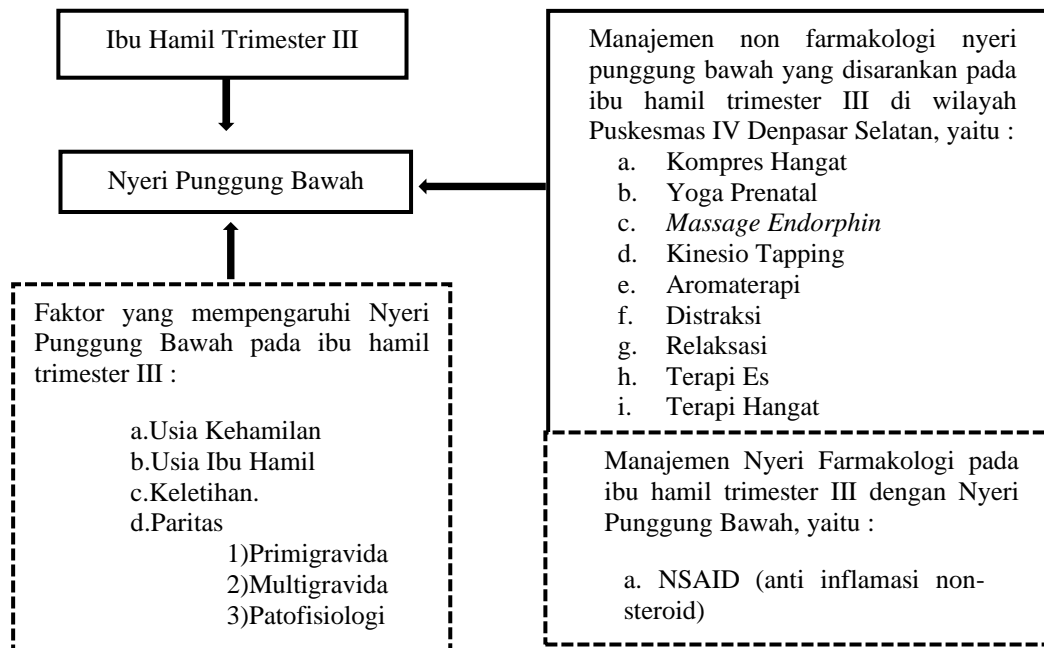 Ibu Hamil Trimester III
Nyeri Punggung Bawah
Faktor yang mempengaruhi Nyeri
Punggung Bawah pada ibu hamil
trimester III :
a.Usia Kehamilan
b.Usia Ibu Hamil
c.Keletihan.
d.Paritas
1)Primigravida
2)Multigravida
3)Patofisiologi
Manajemen non farmakologi nyeri
punggung bawah yang disarankan pada
ibu hamil trimester III di wilayah
Puskesmas IV Denpasar Selatan, yaitu :
a. Kompres Hangat
b. Yoga Prenatal
c. Massage Endorphin
d. Kinesio Tapping
e. Aromaterapi
f. Distraksi
g. Relaksasi
h. Terapi Es
i. Terapi Hangat
Manajemen Nyeri Farmakologi pada
ibu hamil trimester III dengan Nyeri
Punggung Bawah, yaitu :
a. NSAID (anti inflamasi non-
steroid)